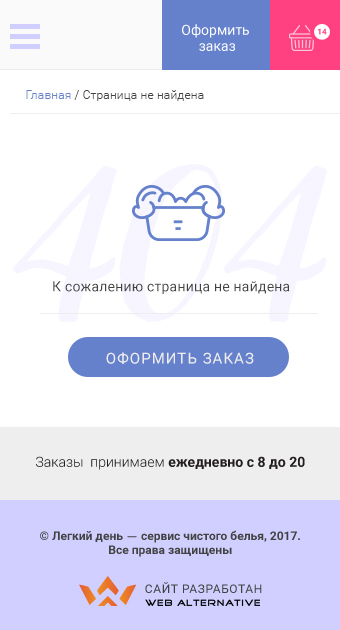 Оформить
заказ
14
Главная / Страница не найдена
404
К сожалению страница не найдена
ОФОРМИТЬ ЗАКАЗ
Заказы принимаем ежедневно с 8 до 20
© Легкий день — сервис чистого белья, 2017.
Все права защищены
САЙТ РАЗРАБОТАН
WEB ALTERNATIVE